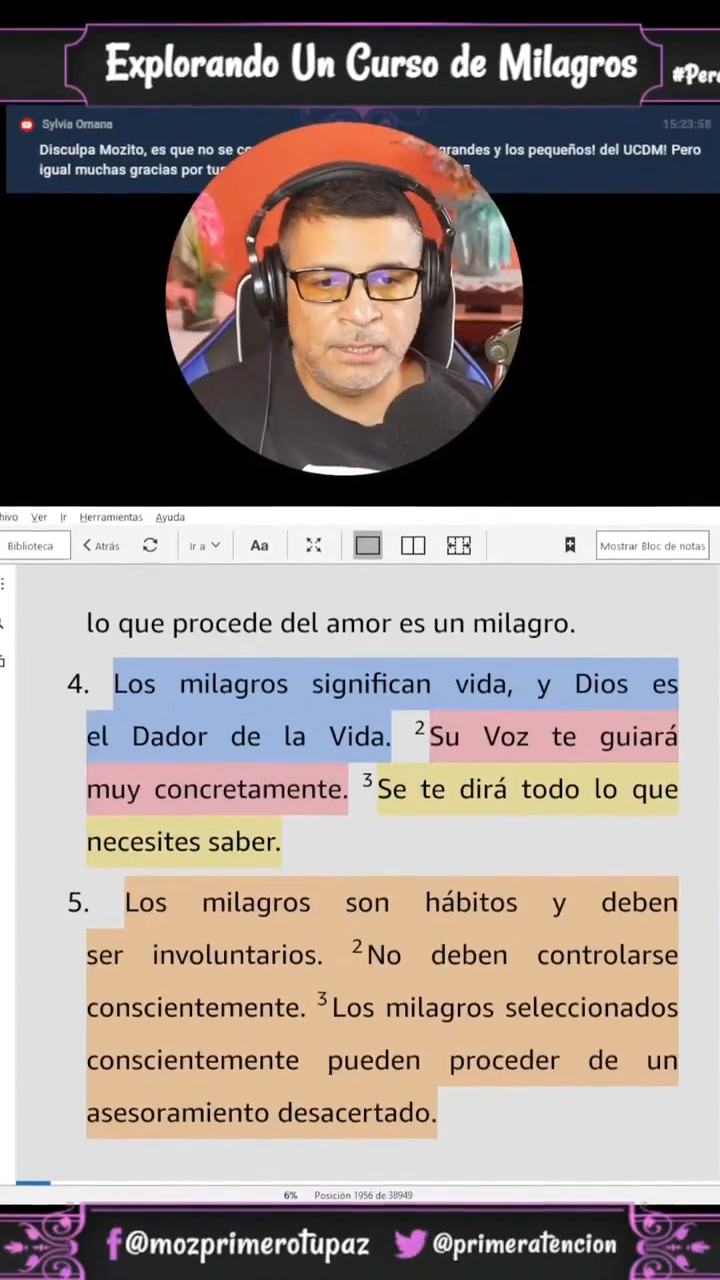 Explorando Un Curso de Milagros
Sylvia Omana
15:23:58
Disculpa Mozito, es que no se
grandes y los pequeños! del UCDM! Pero
igual muchas gracias por
Ver Ir Herramientas Ayuda
Biblioteca
Atrás
Ir a
Aa
Mostrar Bloc de notas
lo que procede del amor es un milagro.
4. Los milagros significan vida, y Dios es
el Dador de la Vida. ²Su Voz te guiará
muy concretamente. ³Se te dirá todo lo que
necesites saber.
5. Los milagros son hábitos y deben
ser involuntarios. ²No deben controlarse
conscientemente. ³Los milagros seleccionados
conscientemente pueden proceder de un
asesoramiento desacertado.
6% Posición 1956 de 38949
@mozprimerotupaz
@primeratencion